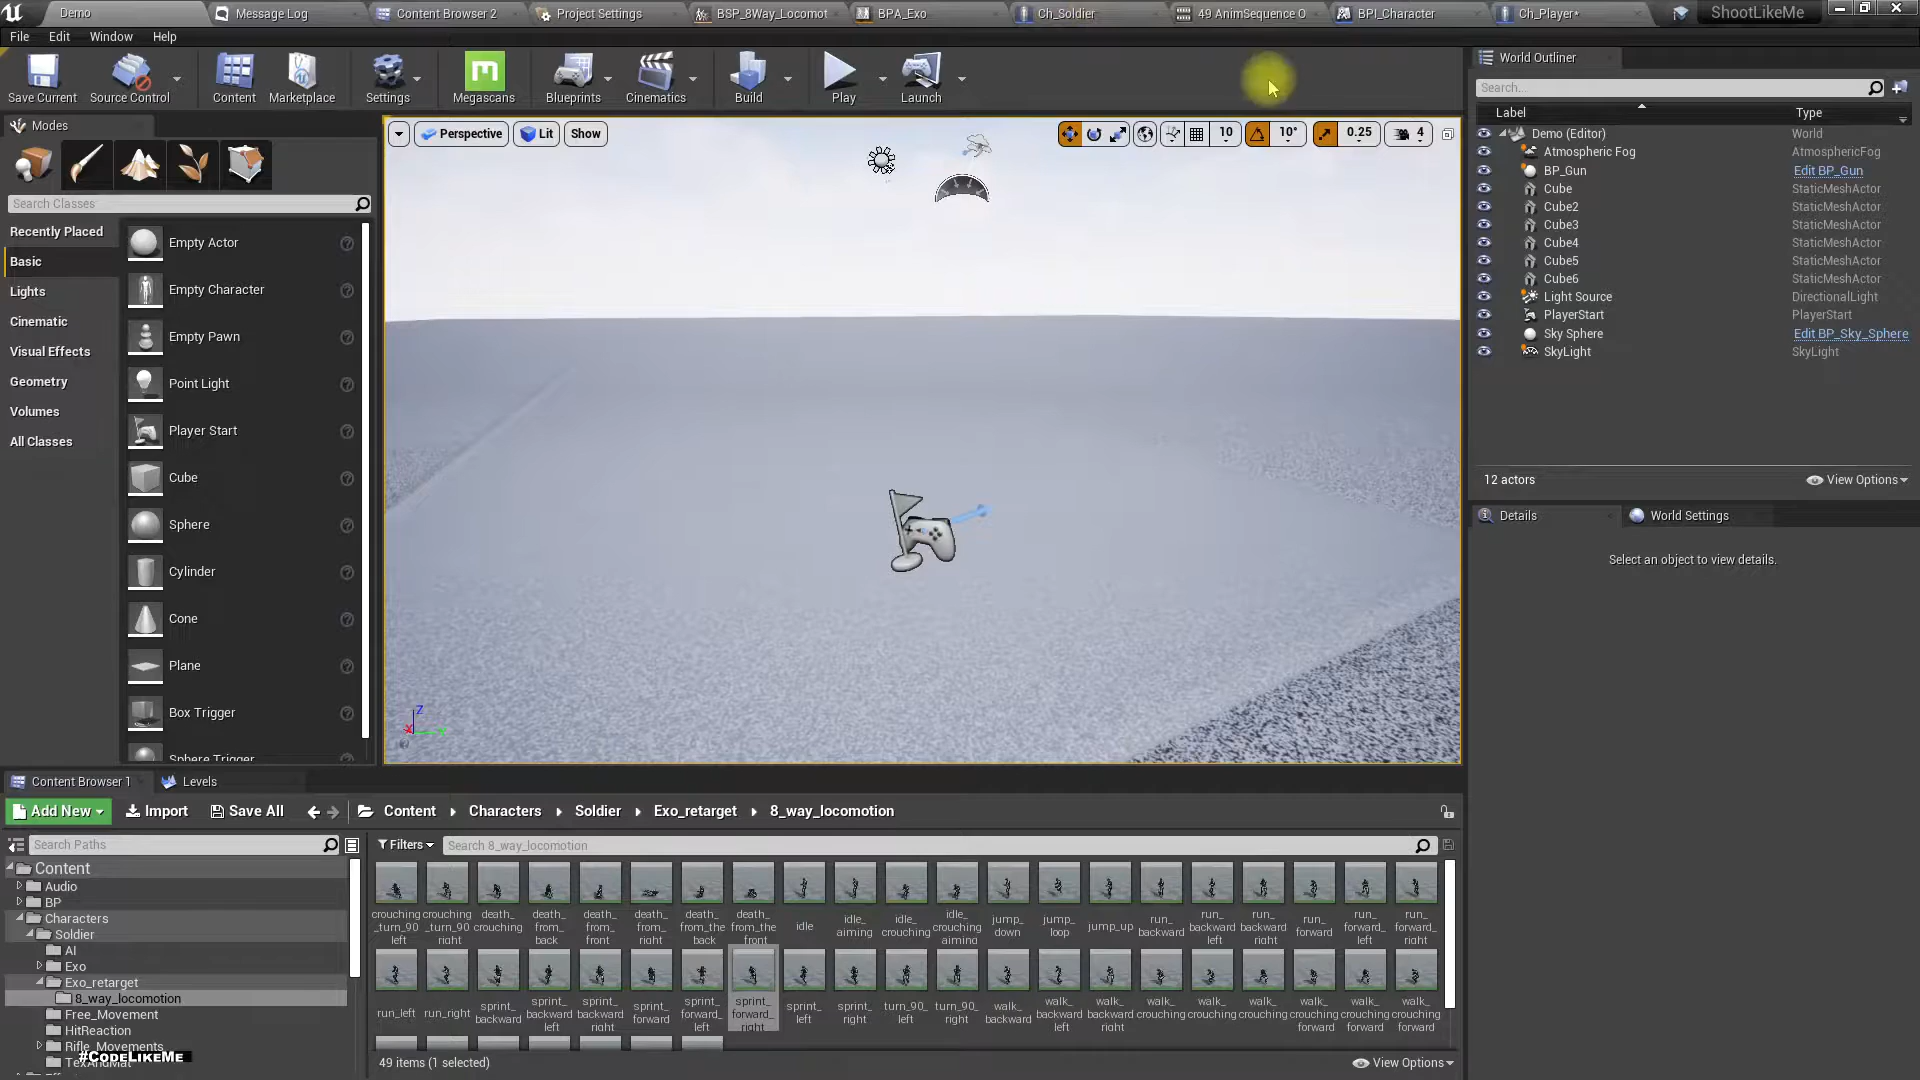 Demo
Message Log
Content Browser 2
Project Settings
BSP_8Way_Locomot
BPA_Exo
Ch_Soldier
49 AnimSequence O
BPI_Character
Ch_Player*
ShootLikeMe
File Edit Window Help
Save Current
Source Control
Content
Marketplace
Settings
Megascans
Blueprints
Cinematics
Build
Play
Launch
World Outliner
Search...
Label
Type
Demo (Editor) World
Atmospheric Fog AtmosphericFog
BP_Gun Edit BP_Gun
Cube StaticMeshActor
Cube2 StaticMeshActor
Cube3 StaticMeshActor
Cube4 StaticMeshActor
Cube5 StaticMeshActor
Cube6 StaticMeshActor
Light Source DirectionalLight
PlayerStart PlayerStart
Sky Sphere Edit BP_Sky_Sphere
SkyLight SkyLight
12 actors
View Options
Details
World Settings
Select an object to view details.
Modes
Search Classes
Recently Placed
Basic
Lights
Cinematic
Visual Effects
Geometry
Volumes
All Classes
Empty Actor
Empty Character
Empty Pawn
Point Light
Player Start
Cube
Sphere
Cylinder
Cone
Plane
Box Trigger
Sphere Trigger
Perspective
Lit
Show
10
10°
0.25
4
Z
Content Browser 1
Levels
Add New
Import
Save All
Content
Characters
Soldier
Exo_retarget
8_way_locomotion
Search Paths
Filters
Search 8_way_locomotion
Content
Audio
BP
Characters
Soldier
AI
Exo
Exo_retarget
8_way_locomotion
Free_Movement
HitReaction
Rifle_Movements
#CodeLikeMe
crouching_turn_90_left
crouching_turn_90_right
death_crouching
death_from_back
death_from_front
death_from_right
death_from_the_back
death_from_the_front
idle
idle_aiming
idle_crouching
idle_crouching_aiming
jump_down
jump_loop
jump_up
run_backward
run_backward_left
run_backward_right
run_forward
run_forward_left
run_forward_right
run_left
run_right
sprint_backward
sprint_backward_left
sprint_backward_right
sprint_forward
sprint_forward_left
sprint_forward_right
sprint_left
sprint_right
turn_90_left
turn_90_right
walk_backward
walk_backward_left
walk_backward_right
walk_crouching
walk_crouching
walk_crouching
walk_crouching_forward
walk_crouching_forward
walk_crouching_forward
49 items (1 selected)
View Options